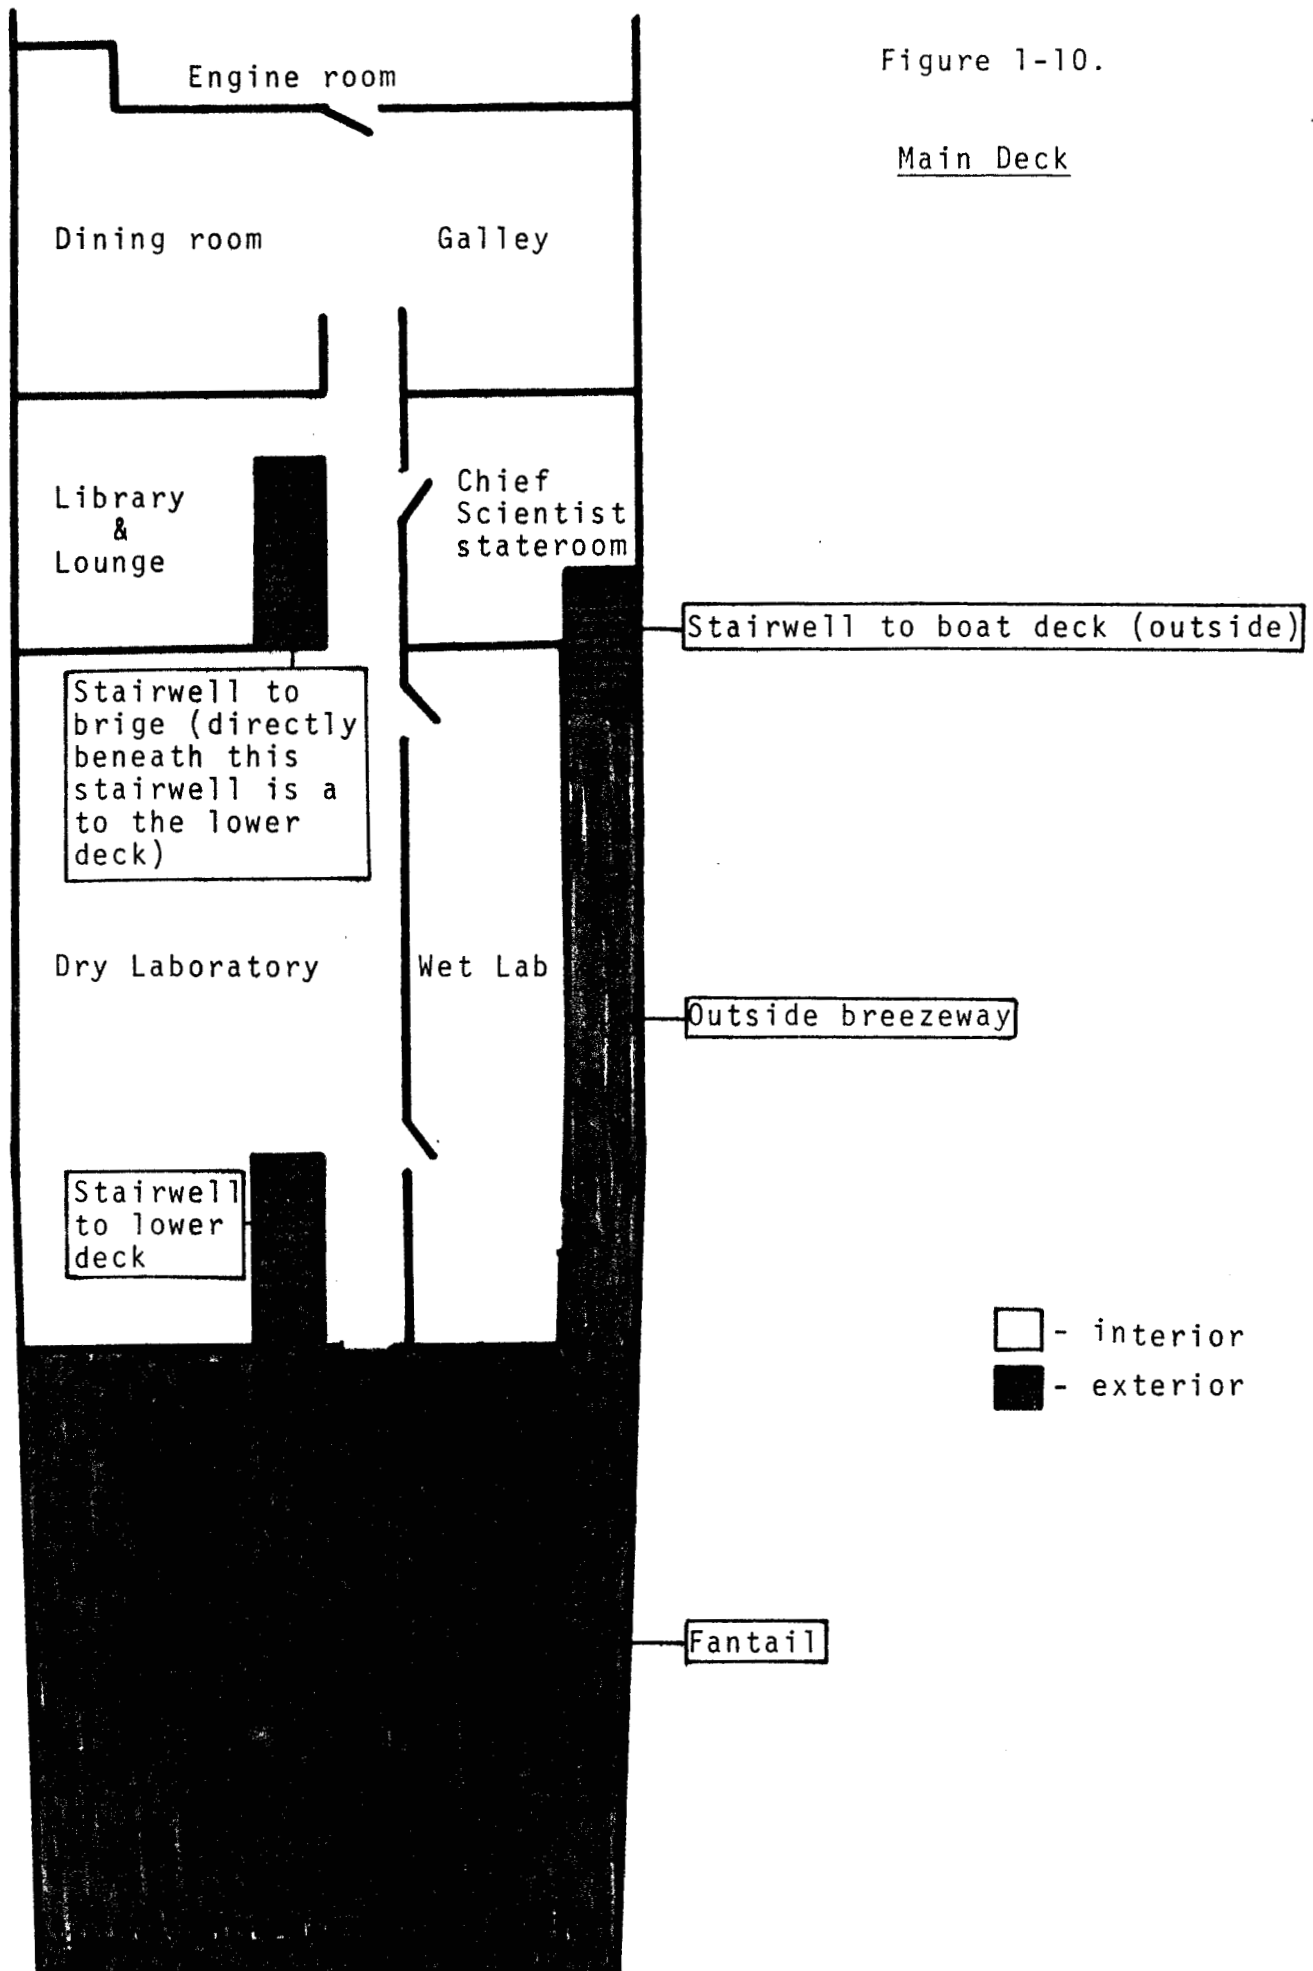 Figure 1-10.
Main Deck
Engine room
Dining room
Galley
Library
&
Lounge
Chief
Scientist
stateroom
Stairwell to boat deck (outside)
Stairwell to
brige (directly
beneath this
stairwell is a
to the lower
deck)
Dry Laboratory
Wet Lab
Outside breezeway
Stairwell
to lower
deck
- interior
- exterior
Fantail